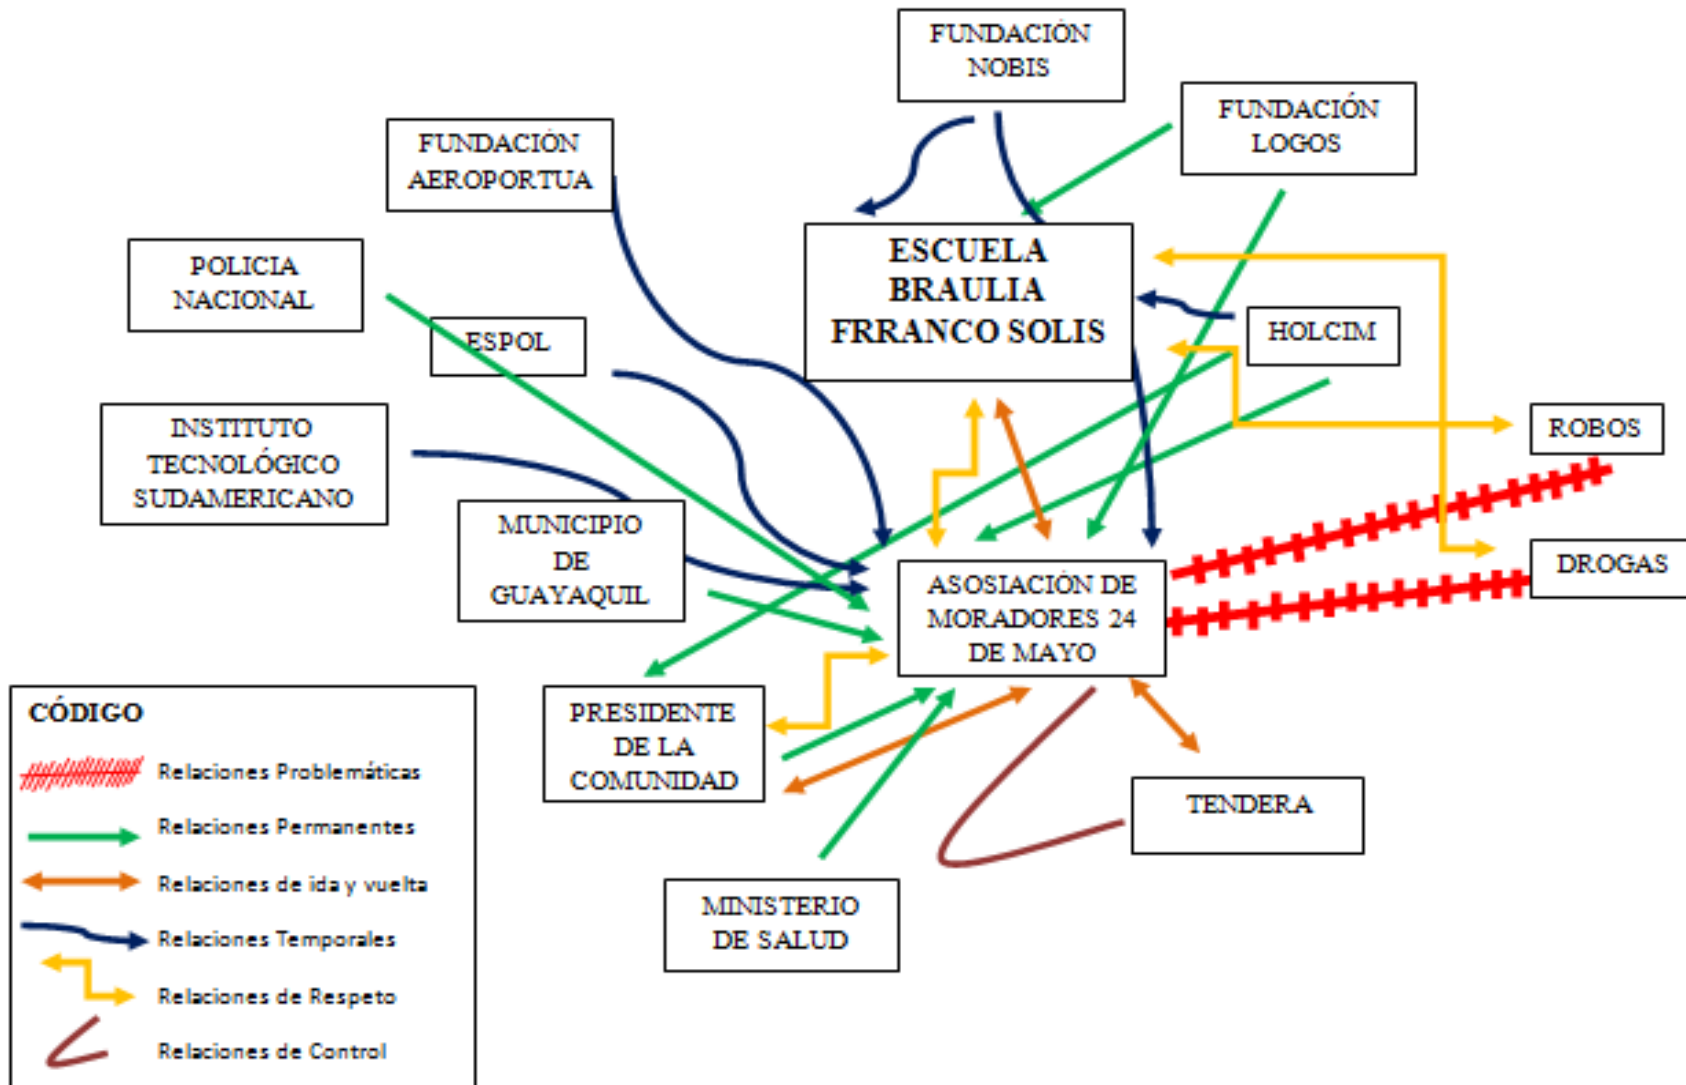 FUNDACIÓN
NOBIS
FUNDACIÓN
LOGOS
FUNDACIÓN
AEROPORTUA
ESCUELA
BRAULIA
FRRANCO SOLIS
POLICIA
NACIONAL
ESPOL
HOLCIM
INSTITUTO
TECNOLÓGICO
SUDAMERICANO
ROBOS
MUNICIPIO
DE
GUAYAQUIL
DROGAS
ASOSIACIÓN DE
MORADORES 24
DE MAYO
PRESIDENTE
DE LA
COMUNIDAD
TENDERA
MINISTERIO
DE SALUD
CÓDIGO
Relaciones Problemáticas
Relaciones Permanentes
Relaciones de ida y vuelta
Relaciones Temporales
Relaciones de Respeto
Relaciones de Control